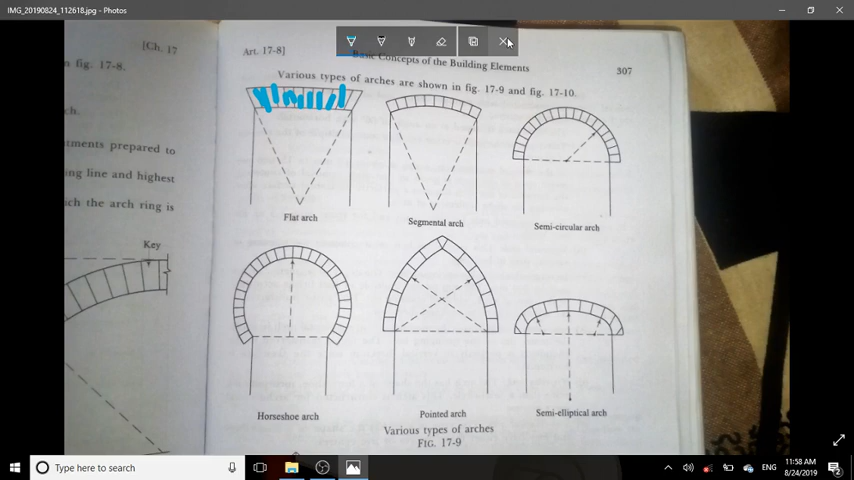 IMG_20190824_112618.jpg - Photos
[Ch. 17
n fig. 17-8.
ch.
tments prepared to
ing line and highest
ich the arch ring is
Key
Art. 17-8]
Basic Concepts of the Building Elements
307
Various types of arches are shown in fig. 17-9 and fig. 17-10.
Flat arch
Segmental arch
Semi-circular arch
Horseshoe arch
Pointed arch
Semi-elliptical arch
Various types of arches
FIG. 17-9
Type here to search
ENG
11:58 AM
8/24/2019
2